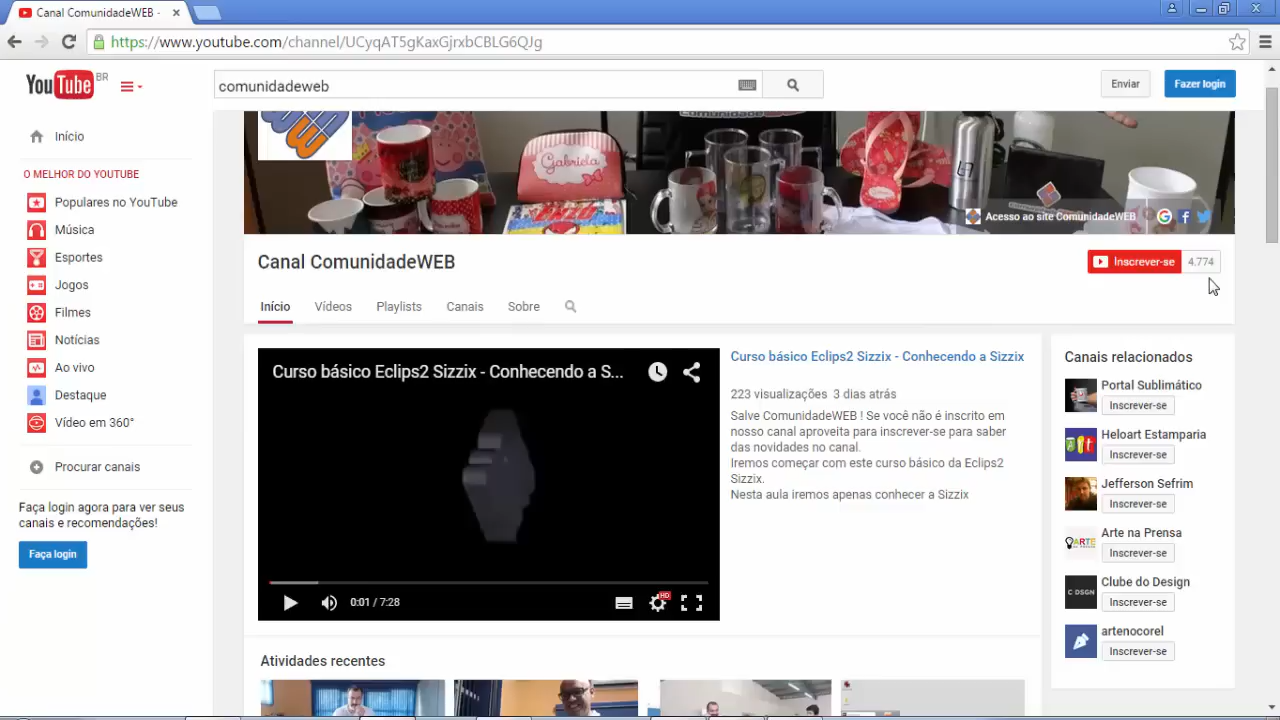 Canal ComunidadeWEB -
https://www.youtube.com/channel/UCyqAT5gKaxGjrxbCBLG6QJg
YouTube BR
comunidadeweb
Enviar
Fazer login
Início
O MELHOR DO YOUTUBE
Populares no YouTube
Música
Esportes
Jogos
Filmes
Notícias
Ao vivo
Destaque
Vídeo em 360°
Procurar canais
Faça login agora para ver seus
canais e recomendações!
Faça login
Gabriela
Acesso ao site ComunidadeWEB
Canal ComunidadeWEB
Inscrever-se 4.774
Início Vídeos Playlists Canais Sobre
Curso básico Eclips2 Sizzix - Conhecendo a S...
0:01 / 7:28
HD
Curso básico Eclips2 Sizzix - Conhecendo a Sizzix
223 visualizações 3 dias atrás
Salve ComunidadeWEB ! Se você não é inscrito em
nosso canal aproveita para inscrever-se para saber
das novidades no canal.
Iremos começar com este curso básico da Eclips2
Sizzix.
Nesta aula iremos apenas conhecer a Sizzix
Canais relacionados
Portal Sublimático
Inscrever-se
Heloart Estamparia
Inscrever-se
Jefferson Sefrim
Inscrever-se
Arte na Prensa
Inscrever-se
Clube do Design
Inscrever-se
artenocorel
Inscrever-se
Atividades recentes